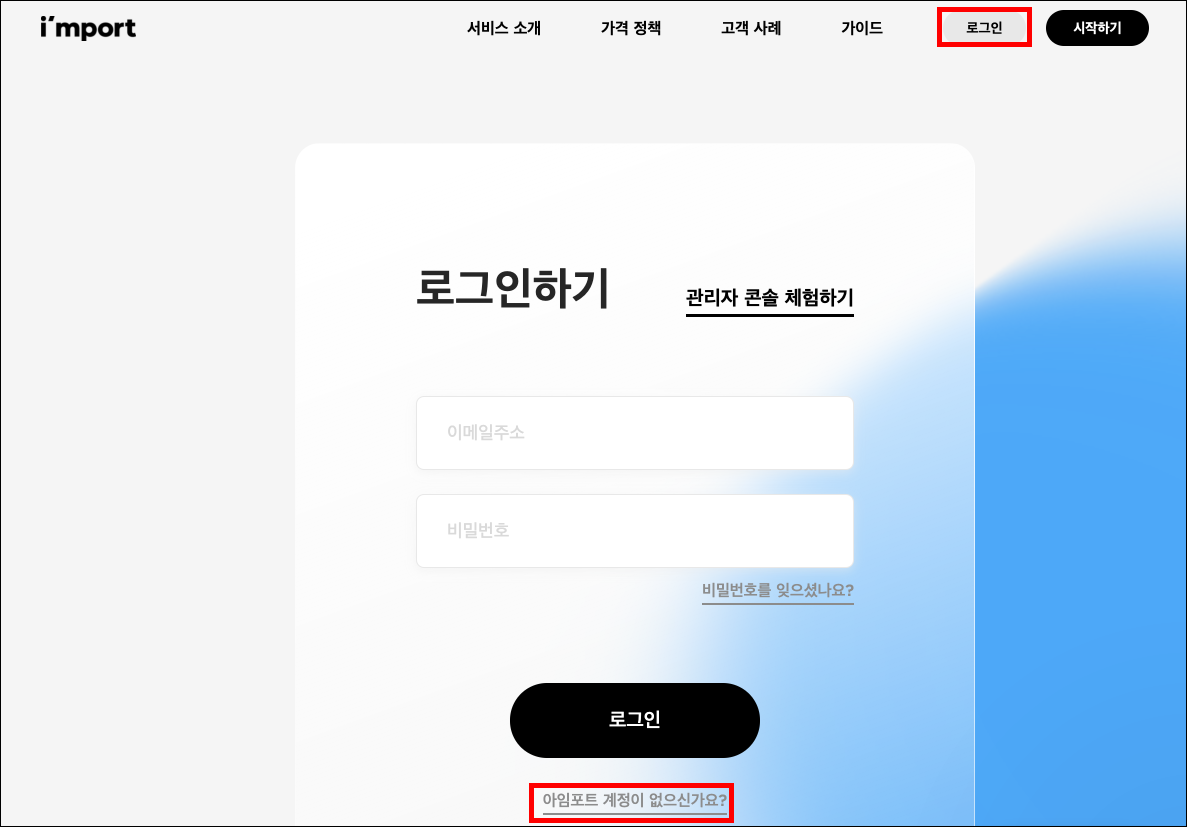 i'mport
서비스 소개 가격 정책 고객 사례 가이드 로그인 시작하기
로그인하기
관리자 콘솔 체험하기
이메일주소
비밀번호
비밀번호를 잊으셨나요?
로그인
아임포트 계정이 없으신가요?